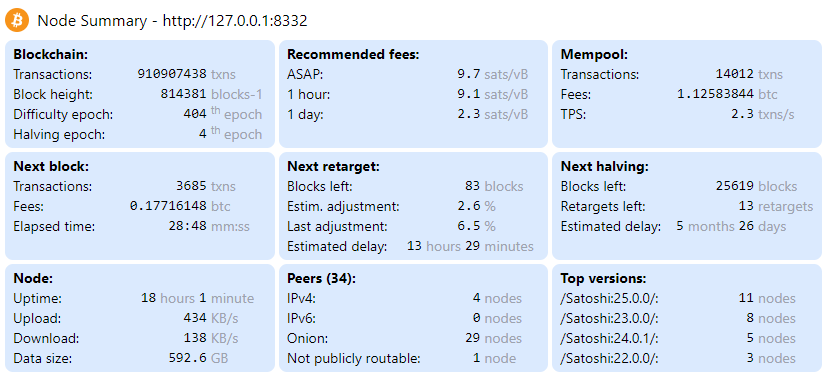 Node Summary - http://127.0.0.1:8332
Blockchain:
Transactions: 910907438 txns
Block height: 814381 blocks-1
Difficulty epoch: 404 th epoch
Halving epoch: 4 th epoch
Recommended fees:
ASAP: 9.7 sats/vB
1 hour: 9.1 sats/vB
1 day: 2.3 sats/vB
Mempool:
Transactions: 14012 txns
Fees: 1.12583844 btc
TPS: 2.3 txns/s
Next block:
Transactions: 3685 txns
Fees: 0.17716148 btc
Elapsed time: 28:48 mm:ss
Next retarget:
Blocks left: 83 blocks
Estim. adjustment: 2.6 %
Last adjustment: 6.5 %
Estimated delay: 13 hours 29 minutes
Next halving:
Blocks left: 25619 blocks
Retargets left: 13 retargets
Estimated delay: 5 months 26 days
Node:
Uptime: 18 hours 1 minute
Upload: 434 KB/s
Download: 138 KB/s
Data size: 592.6 GB
Peers (34):
IPv4: 4 nodes
IPv6: 0 nodes
Onion: 29 nodes
Not publicly routable: 1 node
Top versions:
/Satoshi:25.0.0/: 11 nodes
/Satoshi:23.0.0/: 8 nodes
/Satoshi:24.0.1/: 5 nodes
/Satoshi:22.0.0/: 3 nodes